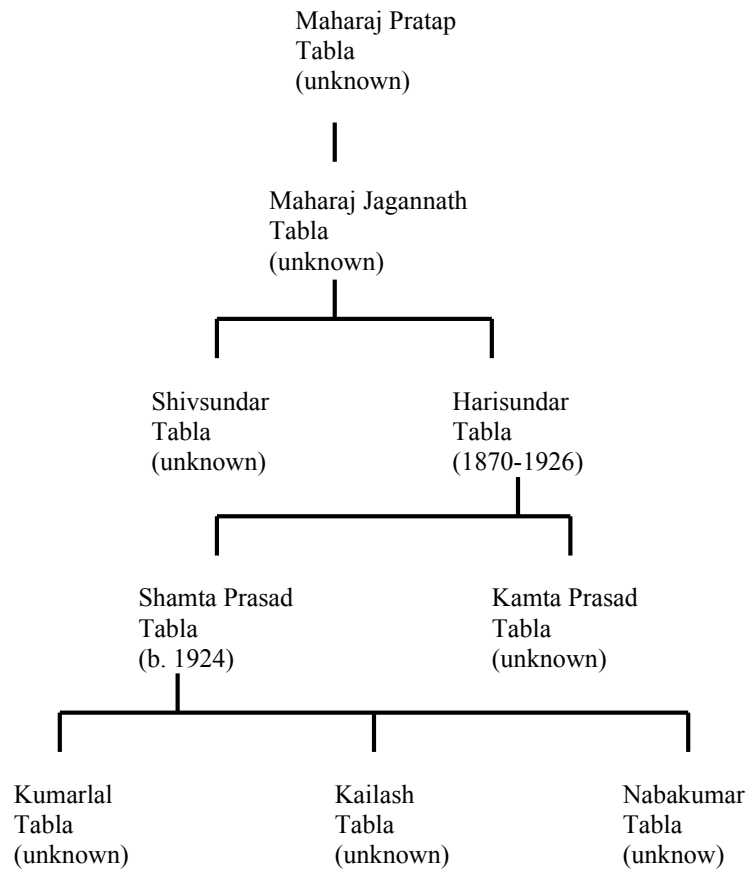 Maharaj Pratap
Tabla
(unknown)
Maharaj Jagannath
Tabla
(unknown)
Shivsundar
Tabla
(unknown)
Harisundar
Tabla
(1870-1926)
Shamta Prasad
Tabla
(b. 1924)
Kamta Prasad
Tabla
(unknown)
Kumarlal
Tabla
(unknown)
Kailash
Tabla
(unknown)
Nabakumar
Tabla
(unknow)